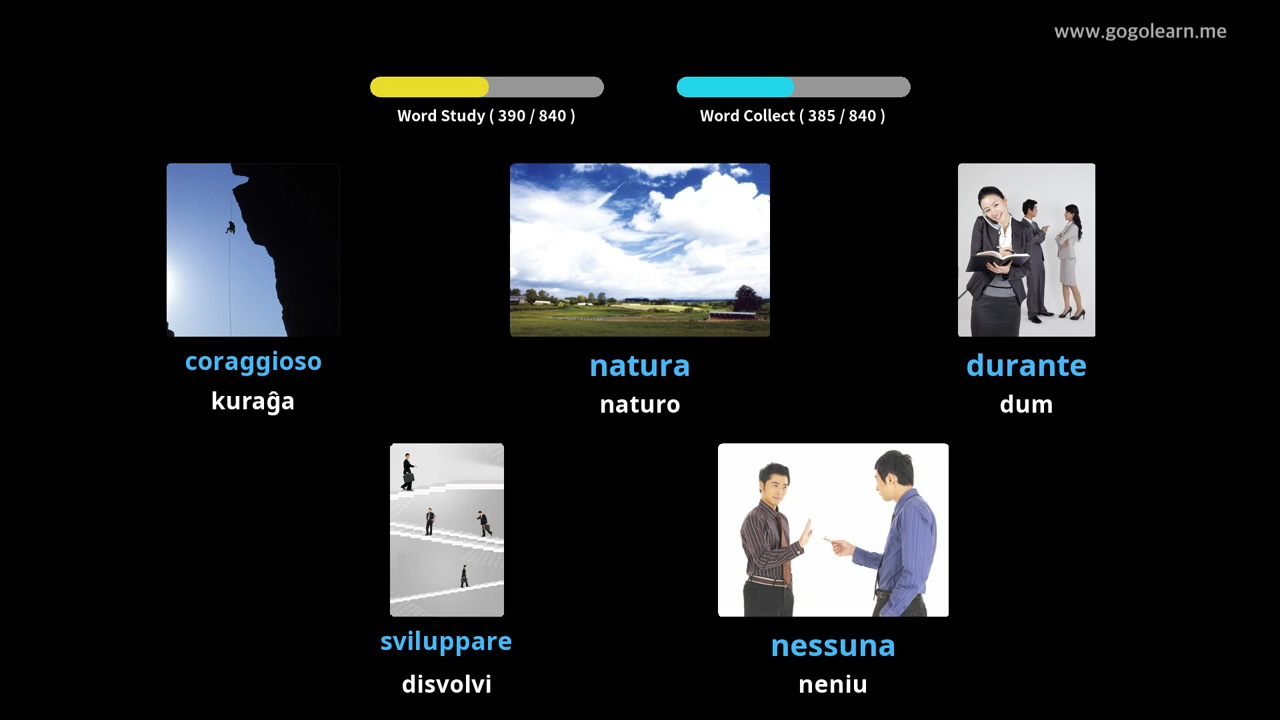 www.gogolearn.me
Word Study ( 390 / 840 )
Word Collect ( 385 / 840 )
coraggioso
kuraĝa
natura
naturo
durante
dum
sviluppare
disvolvi
nessuna
neniu